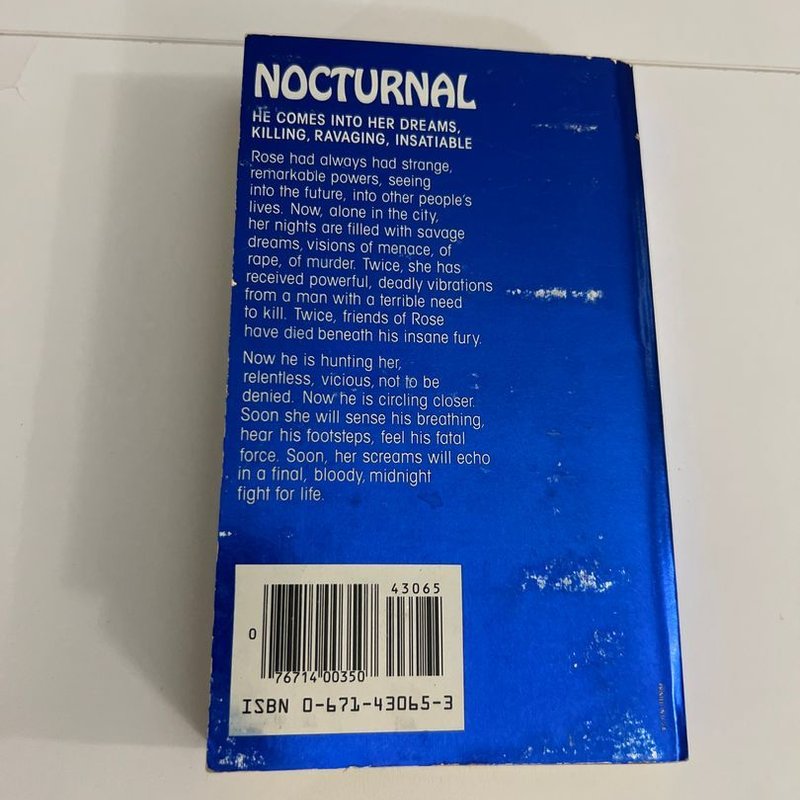 NOCTURNAL
HE COMES INTO HER DREAMS,
KILLING, RAVAGING, INSATIABLE
Rose had always had strange,
remarkable powers, seeing
into the future, into other people's
lives. Now, alone in the city,
her nights are filled with savage
dreams, visions of menace, of
rape, of murder. Twice, she has
received powerful, deadly vibrations
from a man with a terrible need
to kill. Twice, friends of Rose
have died beneath his insane fury.
Now he is hunting her,
relentless, vicious, not to be
denied. Now he is circling closer.
Soon she will sense his breathing,
hear his footsteps, feel his fatal
force. Soon, her screams will echo
in a final, bloody, midnight
fight for life.
43065
0
76714 00350
ISBN 0-671-43065-3